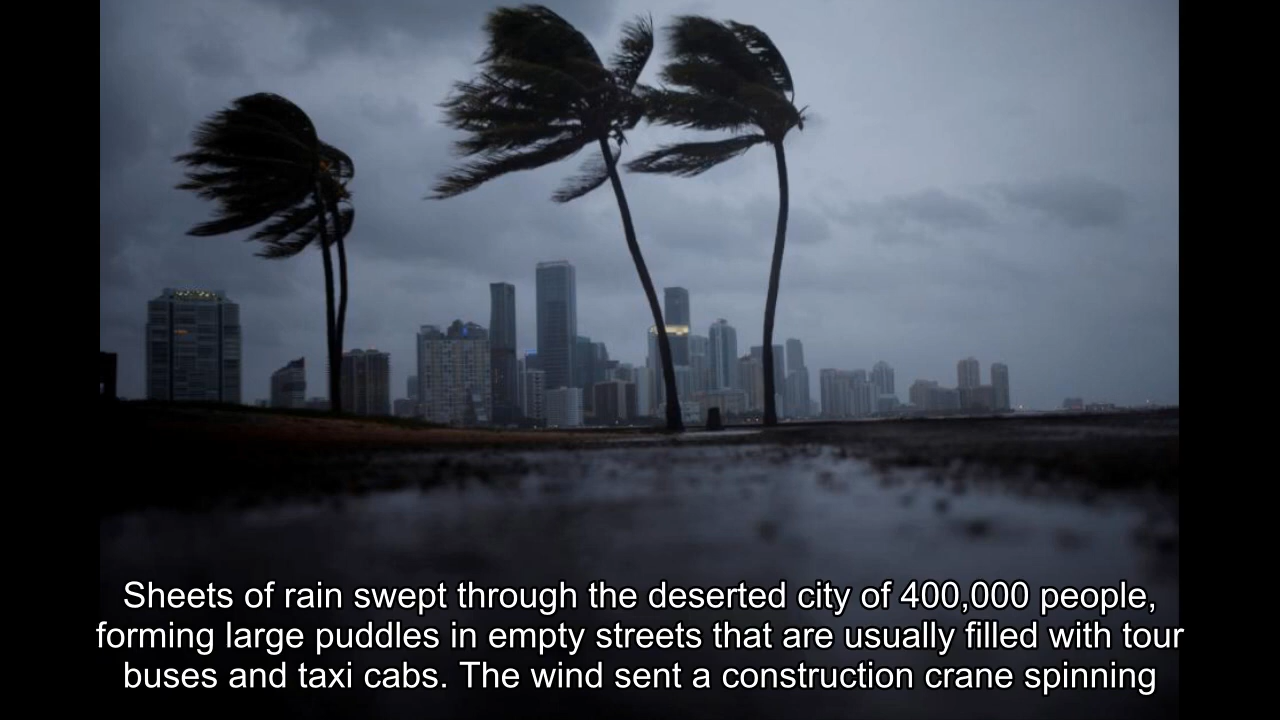 Sheets of rain swept through the deserted city of 400,000 people,
forming large puddles in empty streets that are usually filled with tour
buses and taxi cabs. The wind sent a construction crane spinning